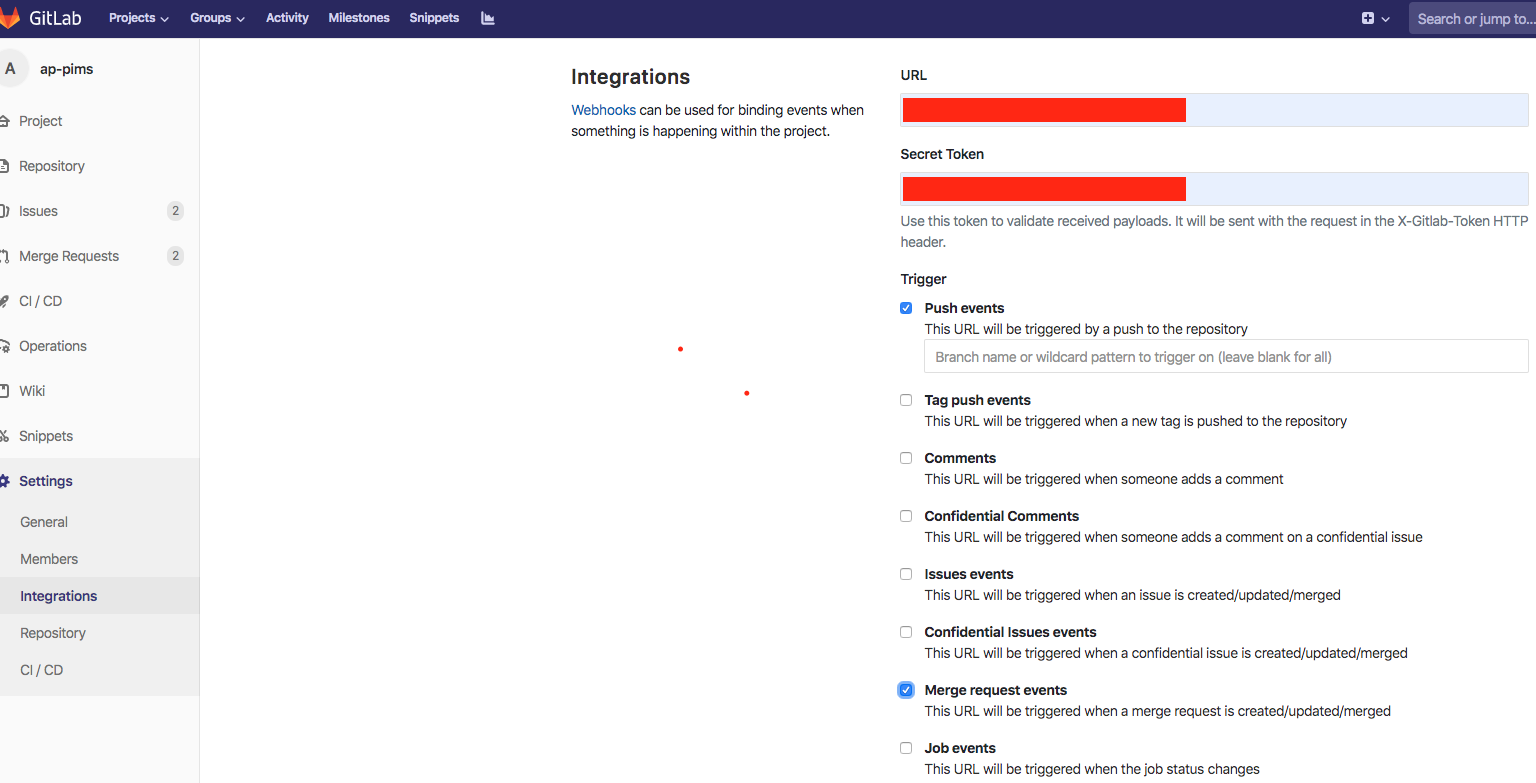 GitLab Projects Groups Activity Milestones Snippets Search or jump to...
A ap-pims
Project
Repository
Issues 2
Merge Requests 2
CI / CD
Operations
Wiki
Snippets
Settings
General
Members
Integrations
Repository
CI / CD
Integrations
Webhooks can be used for binding events when
something is happening within the project.
URL
Secret Token
Use this token to validate received payloads. It will be sent with the request in the X-Gitlab-Token HTTP
header.
Trigger
Push events
This URL will be triggered by a push to the repository
Branch name or wildcard pattern to trigger on (leave blank for all)
Tag push events
This URL will be triggered when a new tag is pushed to the repository
Comments
This URL will be triggered when someone adds a comment
Confidential Comments
This URL will be triggered when someone adds a comment on a confidential issue
Issues events
This URL will be triggered when an issue is created/updated/merged
Confidential Issues events
This URL will be triggered when a confidential issue is created/updated/merged
Merge request events
This URL will be triggered when a merge request is created/updated/merged
Job events
This URL will be triggered when the job status changes